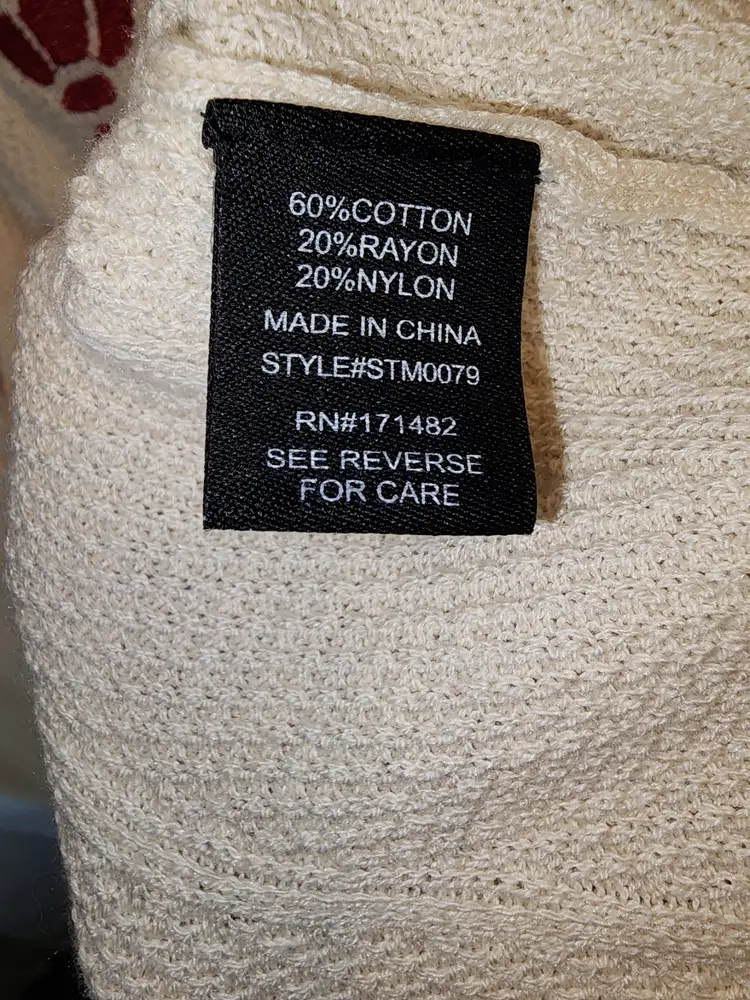 60%COTTON
20%RAYON
20%NYLON
MADE IN CHINA
STYLE#STM0079
RN#171482
SEE REVERSE
FOR CARE